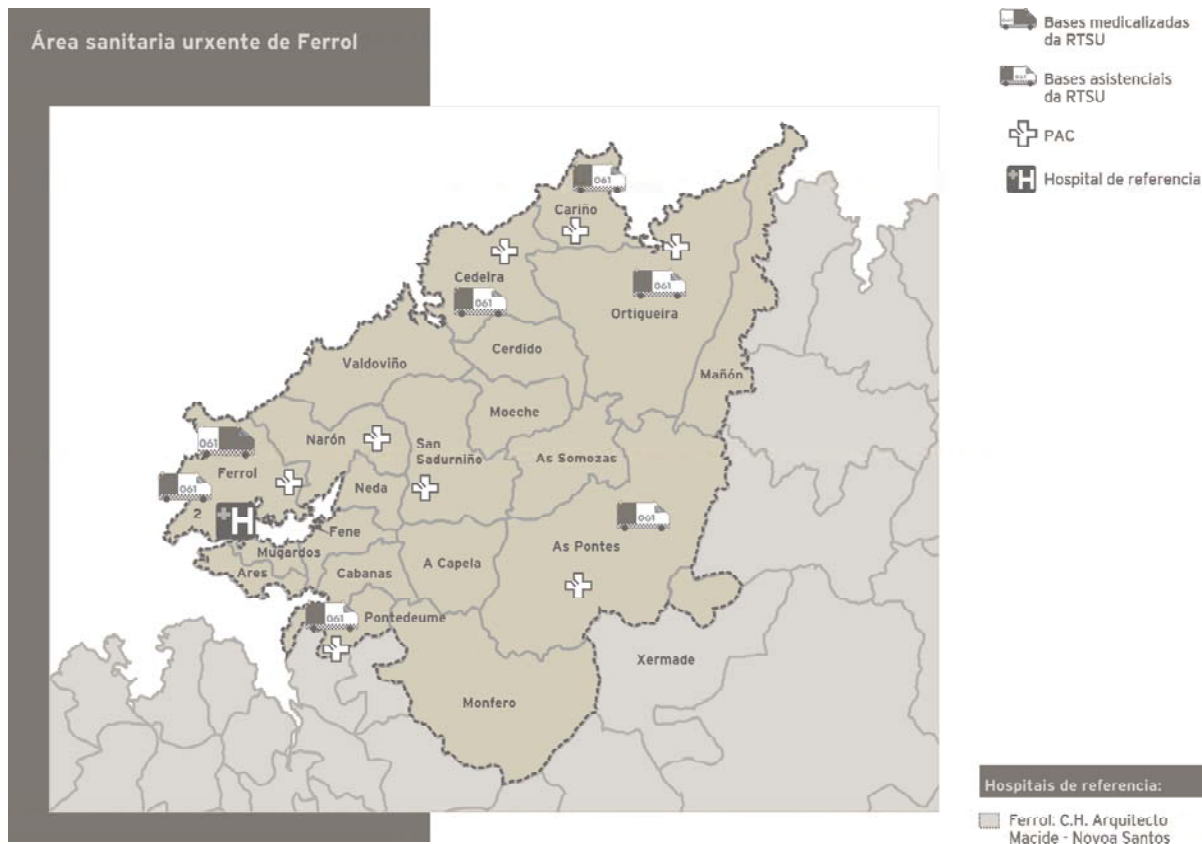 Área sanitaria urxente de Ferrol
Bases medicalizadas
da RTSU
Bases asistenciais
da RTSU
PAC
H Hospital de referencia
061
Cariño
Cedeira
061
061
Ortigueira
Cerdido
Valdoviño
Mañón
Moeche
061
Narón
San
Sadurniño
As Somozas
Ferrol
061
Neda
2
H
061
Fene
As Pontes
Mugardos
Ares
Cabanas
A Capela
061
Pontedeume
Xermade
Monfero
Hospitais de referencia:
Ferrol. C.H. Arquitecto
Macide - Novoa Santos